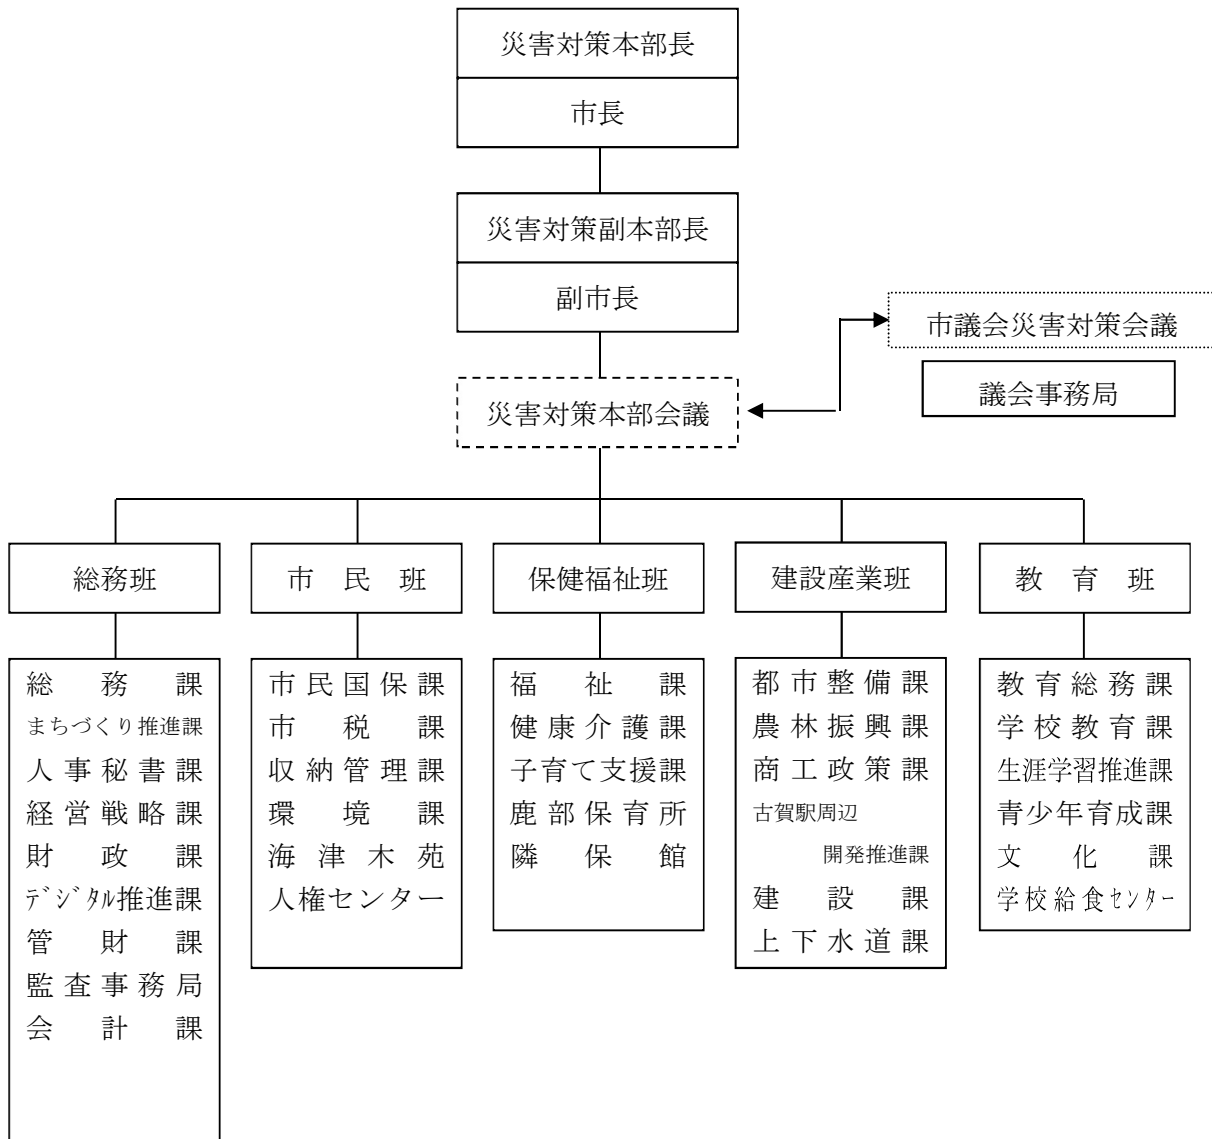 災害対策本部長
市長
災害対策副本部長
副市長
市議会災害対策会議
議会事務局
災害対策本部会議
総務班
総務課
まちづくり推進課
人事秘書課
経営戦略課
財政課
ﾃﾞｼﾞﾀﾙ推進課
管財課
監査事務局
会計課
市民班
市民国保課
市税課
収納管理課
環境課
海津木苑
人権センター
保健福祉班
福祉課
健康介護課
子育て支援課
鹿部保育所
隣保館
建設産業班
都市整備課
農林振興課
商工政策課
古賀駅周辺
開発推進課
建設課
上下水道課
教育班
教育総務課
学校教育課
生涯学習推進課
青少年育成課
文化課
学校給食ｾﾝﾀｰ